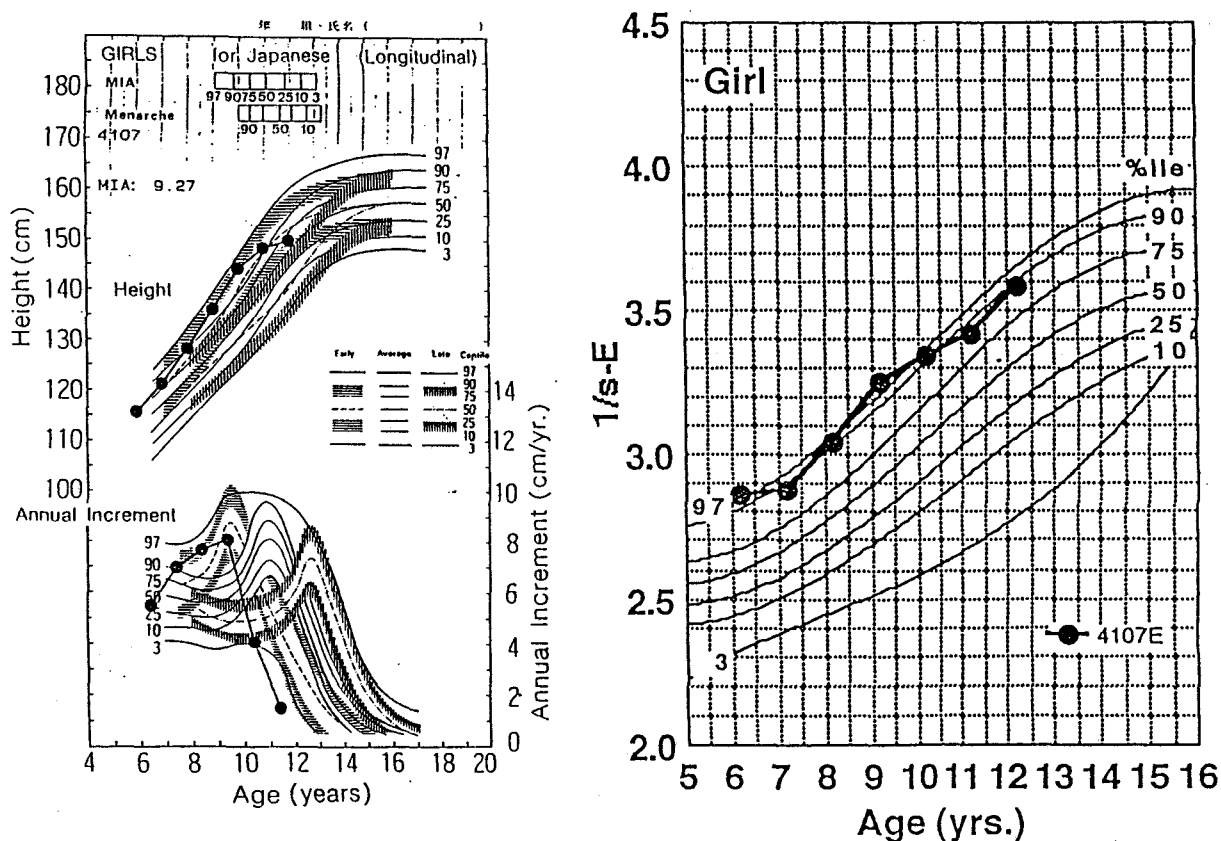 ・氏名 ( )
GIRLS for Japanese (Longitudinal)
MIA
97 90 75 50 25 10 3
Menarche
90 50 10
4107
MIA: 9.27
180
170
160
150
140
130
120
110
100
Height (cm)
97
90
75
50
25
10
3
Height
Early Average Late Centile
97
90
75
50
25
10
3
Annual Increment
97
90
75
50
25
10
3
14
12
10
8
6
4
2
0
Annual Increment (cm/yr.)
4 6 8 10 12 14 16 18 20
Age (years)
4.5
4.0
3.5
3.0
2.5
2.0
1/s-E
Girl
%ile
90
75
50
25
10
97
3
4107E
5 6 7 8 9 10 11 12 13 14 15 16
Age (yrs.)